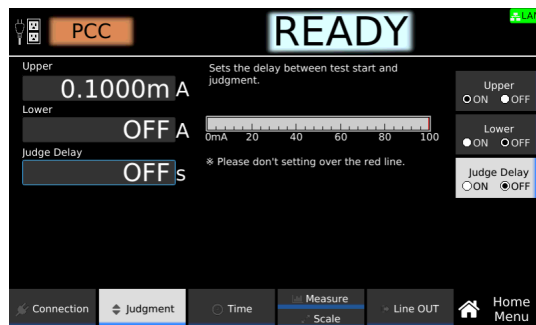 PCC
READY
LAN
Upper
0.1000m A
Lower
OFF A
Judge Delay
OFF s
Sets the delay between test start and
judgment.
0mA 20 40 60 80 100
※ Please don't setting over the red line.
Upper
ON OFF
Lower
ON OFF
Judge Delay
ON OFF
Connection
Judgment
Time
Measure
Scale
Line OUT
Home
Menu